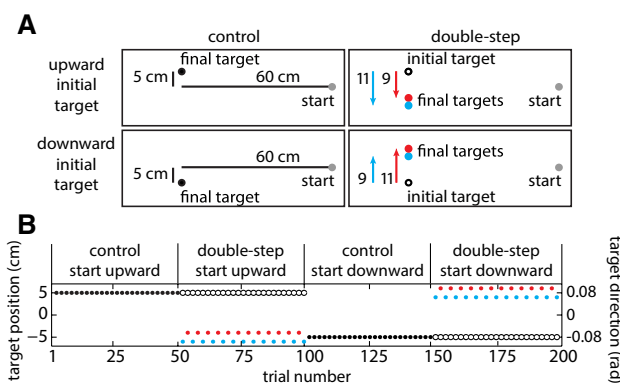 A
control
double-step
upward
initial
target
final target
5 cm
60 cm
start
initial target
11
9
final targets
start
downward
initial
target
60 cm
5 cm
final target
start
final targets
9
11
initial target
start
B
control
start upward
double-step
start upward
control
start downward
double-step
start downward
target position (cm)
5
0
−5
target direction (rad)
0.08
0
-0.08
1
25
50
75
100
125
150
175
200
trial number